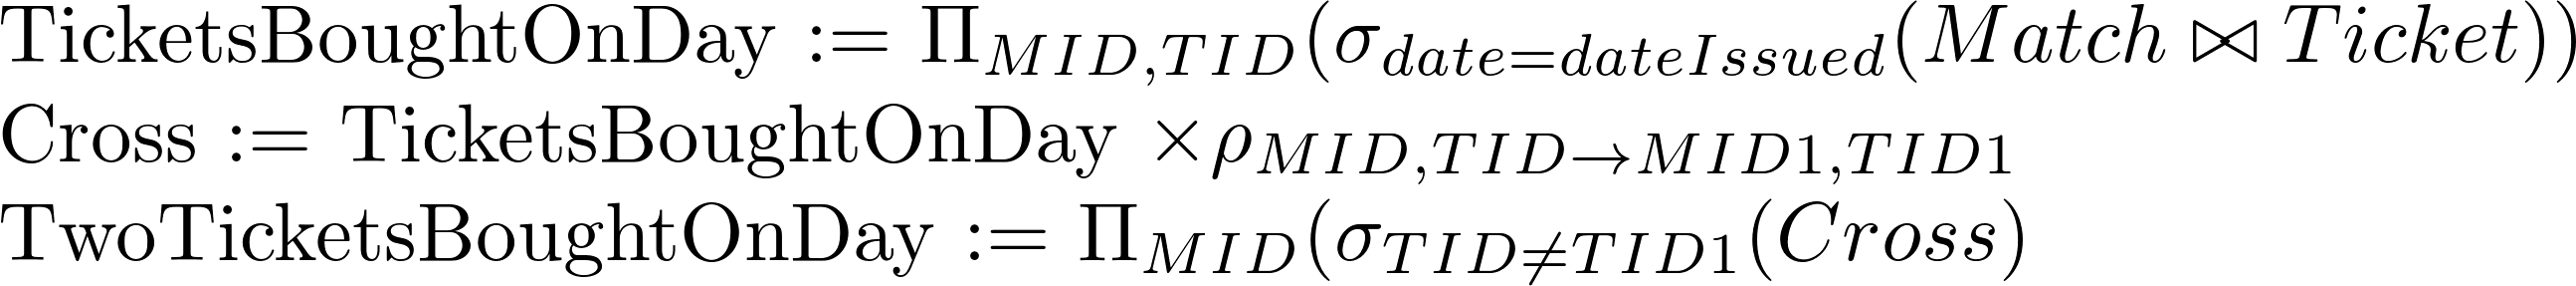 TicketsBoughtOnDay := Π_{MID,TID}(σ_{date=dateIssued}(Match ⋈ Ticket))
Cross := TicketsBoughtOnDay ×ρ_{MID,TID→MID1,TID1}
TwoTicketsBoughtOnDay := Π_{MID}(σ_{TID≠TID1}(Cross)